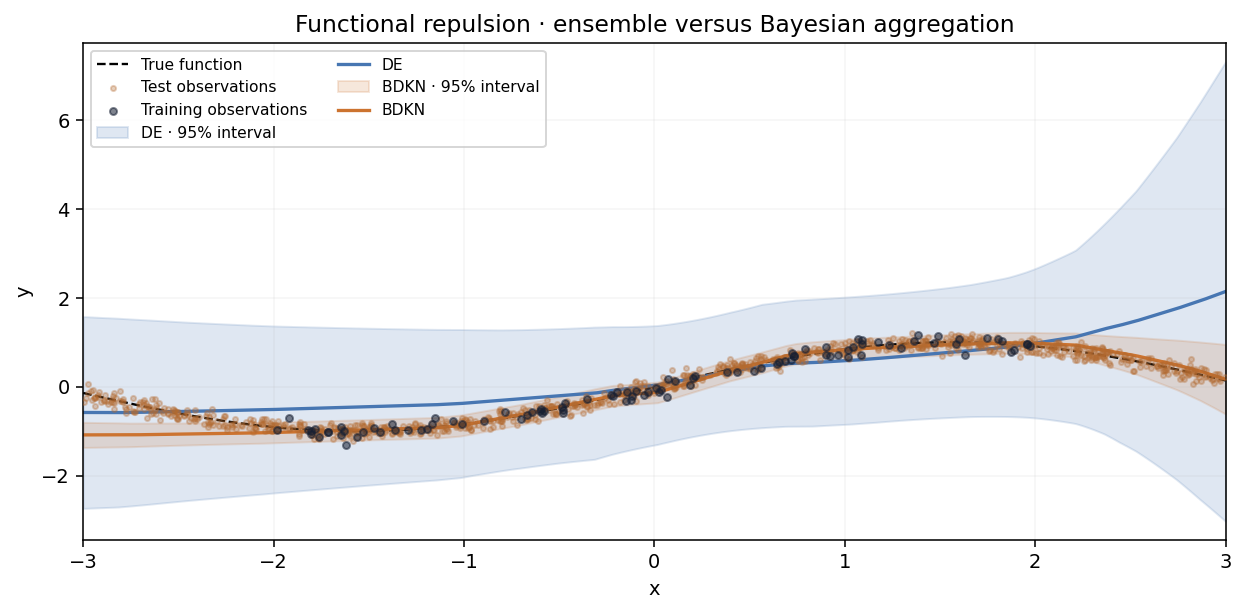 Functional repulsion · ensemble versus Bayesian aggregation
True function
Test observations
Training observations
DE · 95% interval
DE
BDKN · 95% interval
BDKN
y
6
4
2
0
−2
−3
−2
−1
0
1
2
3
x